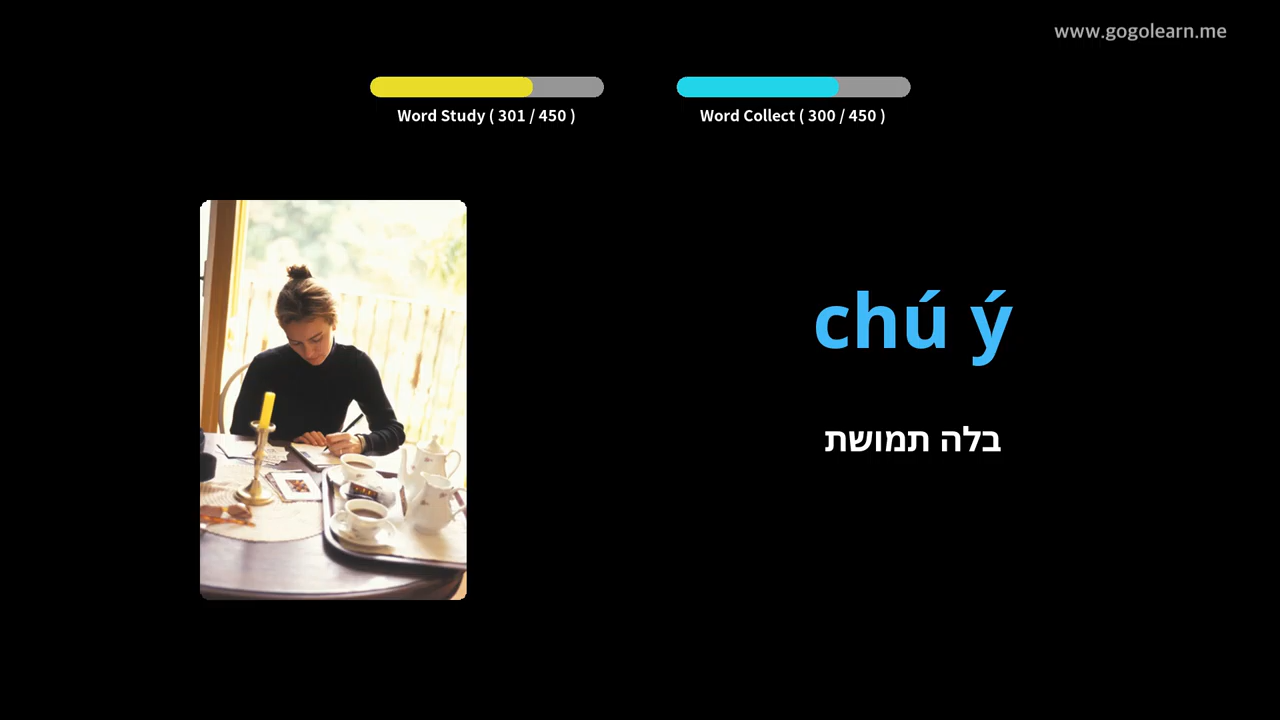 www.gogolearn.me
Word Study ( 301 / 450 )
Word Collect ( 300 / 450 )
chú ý
בלה תמושת